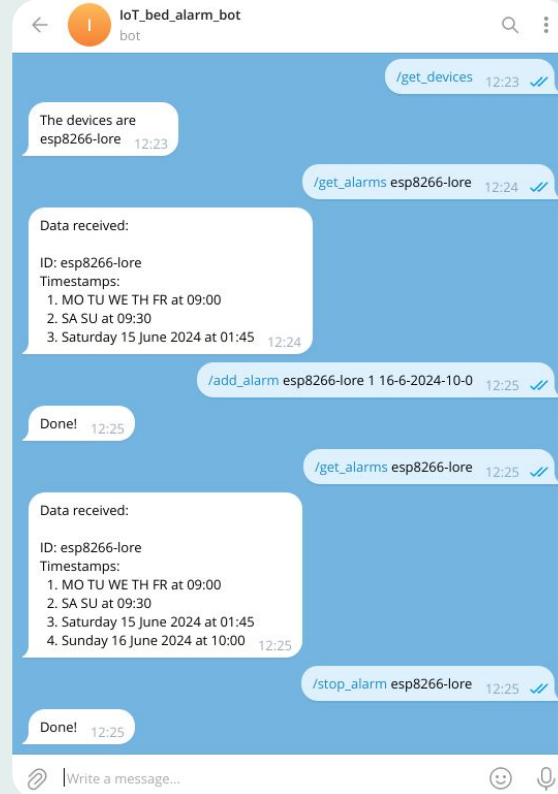 I
IoT_bed_alarm_bot
bot
/get_devices 12:23
The devices are
esp8266-lore 12:23
/get_alarms esp8266-lore 12:24
Data received:
ID: esp8266-lore
Timestamps:
1. MO TU WE TH FR at 09:00
2. SA SU at 09:30
3. Saturday 15 June 2024 at 01:45 12:24
/add_alarm esp8266-lore 1 16-6-2024-10-0 12:25
Done! 12:25
/get_alarms esp8266-lore 12:25
Data received:
ID: esp8266-lore
Timestamps:
1. MO TU WE TH FR at 09:00
2. SA SU at 09:30
3. Saturday 15 June 2024 at 01:45
4. Sunday 16 June 2024 at 10:00 12:25
/stop_alarm esp8266-lore 12:25
Done! 12:25
Write a message...